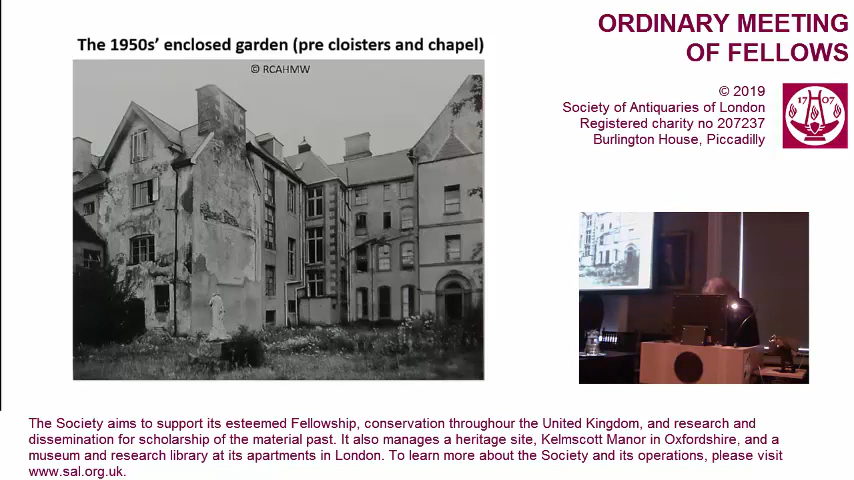 ORDINARY MEETING
OF FELLOWS
The 1950s' enclosed garden (pre cloisters and chapel)
© RCAHMW
© 2019
Society of Antiquaries of London
Registered charity no 207237
Burlington House, Piccadilly
17 07
The Society aims to support its esteemed Fellowship, conservation throughour the United Kingdom, and research and
dissemination for scholarship of the material past. It also manages a heritage site, Kelmscott Manor in Oxfordshire, and a
museum and research library at its apartments in London. To learn more about the Society and its operations, please visit
www.sal.org.uk.